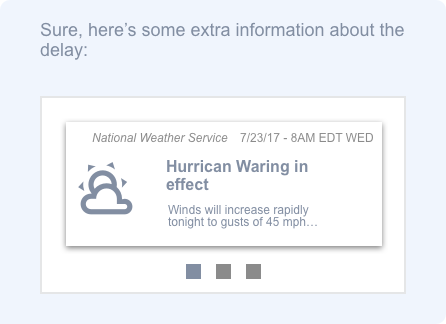 Sure, here’s some extra information about the
delay:
National Weather Service 7/23/17 - 8AM EDT WED
Hurrican Waring in
effect
Winds will increase rapidly
tonight to gusts of 45 mph…